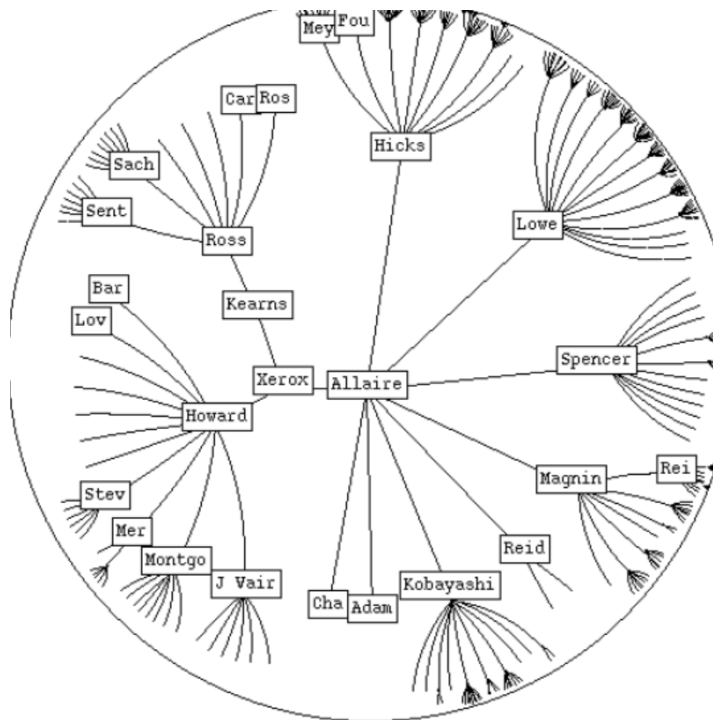 Mey
Fou
Car
Ros
Hicks
Sach
Sent
Lowe
Ross
Bar
Kearns
Lov
Spencer
Xerox
Allaire
Howard
Rei
Magnin
Stev
Mer
Reid
Montgo
J Vair
Kobayashi
Cha
Adam